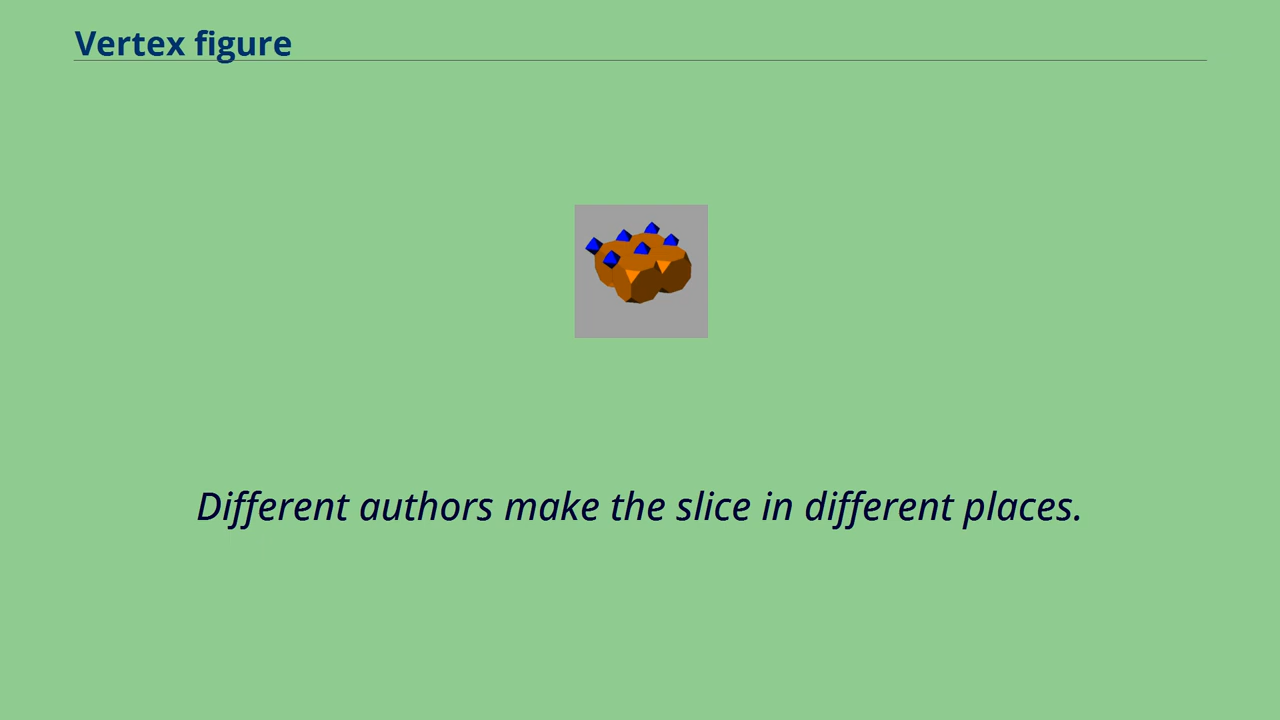 Vertex figure
Different authors make the slice in different places.